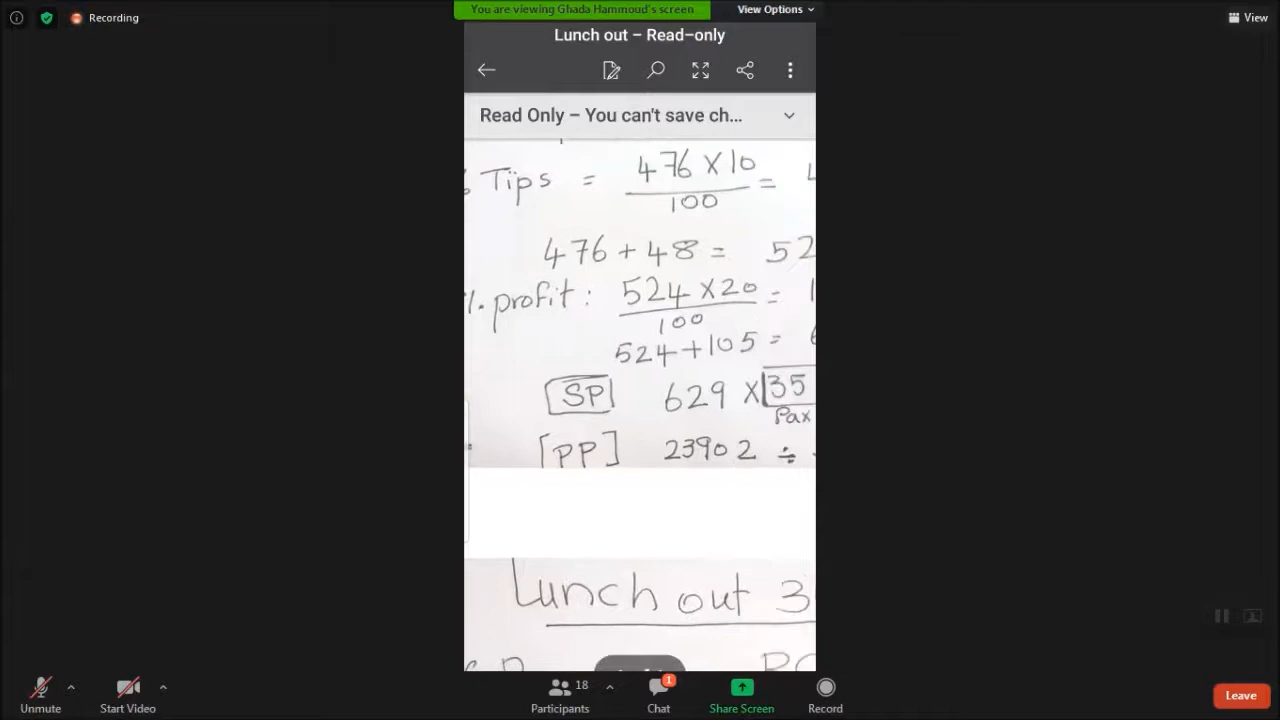 Recording
You are viewing Ghada Hammoud's screen
View Options
View
Lunch out – Read-only
Read Only – You can't save ch...
Tips = 476 X 10 =
100
476 + 48 = 52
%. profit : 524 X 20 =
100
524 + 105 =
SP 629 X 35
Pax
[PP] 23902 ÷
Lunch out 3
Unmute
Start Video
18
Participants
1
Chat
Share Screen
Record
Leave